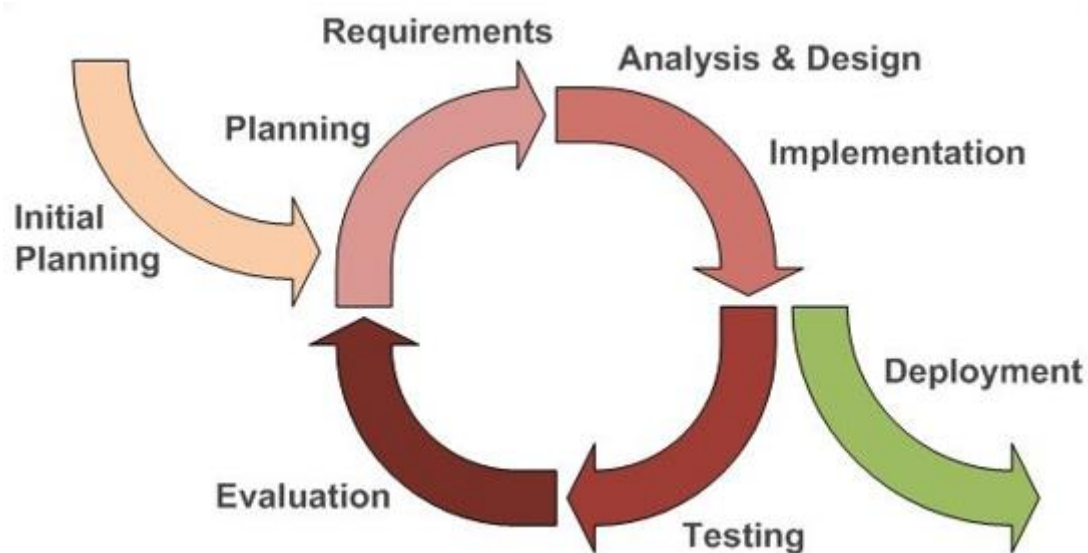 Requirements
Analysis & Design
Planning
Implementation
Initial
Planning
Deployment
Evaluation
Testing